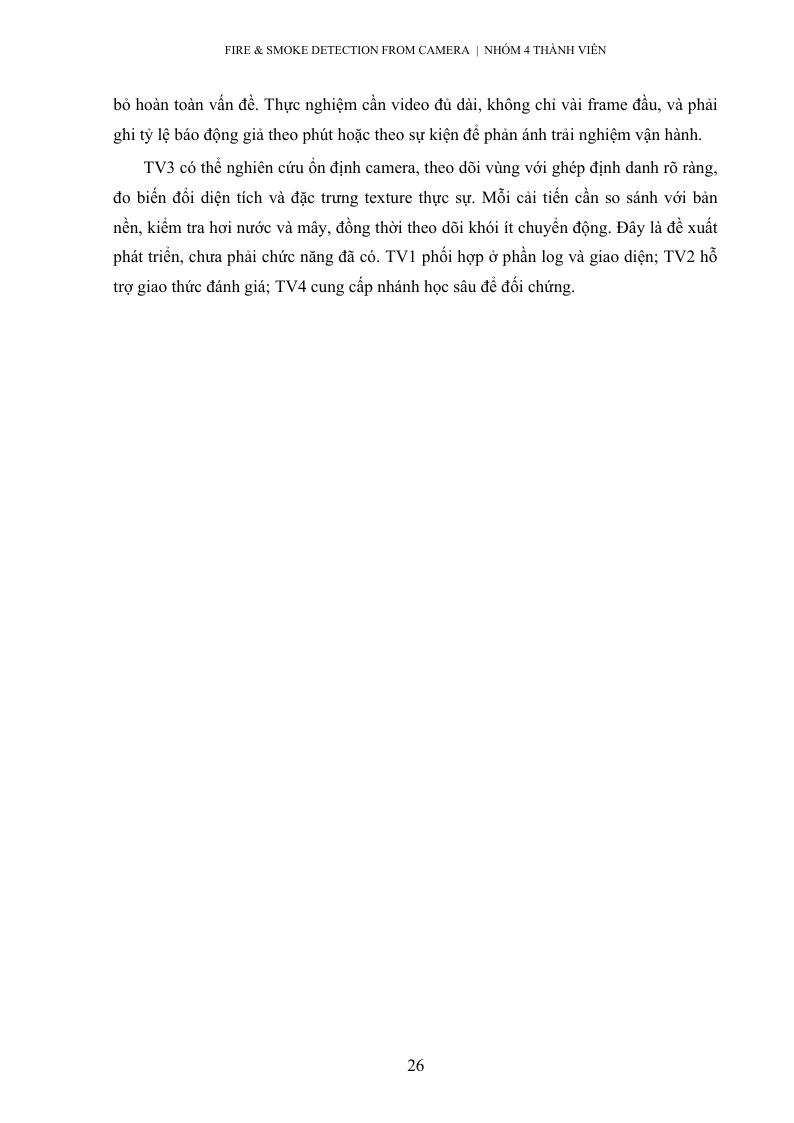 FIRE & SMOKE DETECTION FROM CAMERA | NHÓM 4 THÀNH VIÊN
bỏ hoàn toàn vấn đề. Thực nghiệm cần video đủ dài, không chỉ vài frame đầu, và phải
ghi tỷ lệ báo động giả theo phút hoặc theo sự kiện để phản ánh trải nghiệm vận hành.
TV3 có thể nghiên cứu ổn định camera, theo dõi vùng với ghép định danh rõ ràng,
đo biến đổi diện tích và đặc trưng texture thực sự. Mỗi cải tiến cần so sánh với bản
nền, kiểm tra hơi nước và mây, đồng thời theo dõi khói ít chuyển động. Đây là đề xuất
phát triển, chưa phải chức năng đã có. TV1 phối hợp ở phần log và giao diện; TV2 hỗ
trợ giao thức đánh giá; TV4 cung cấp nhánh học sâu để đối chứng.
26